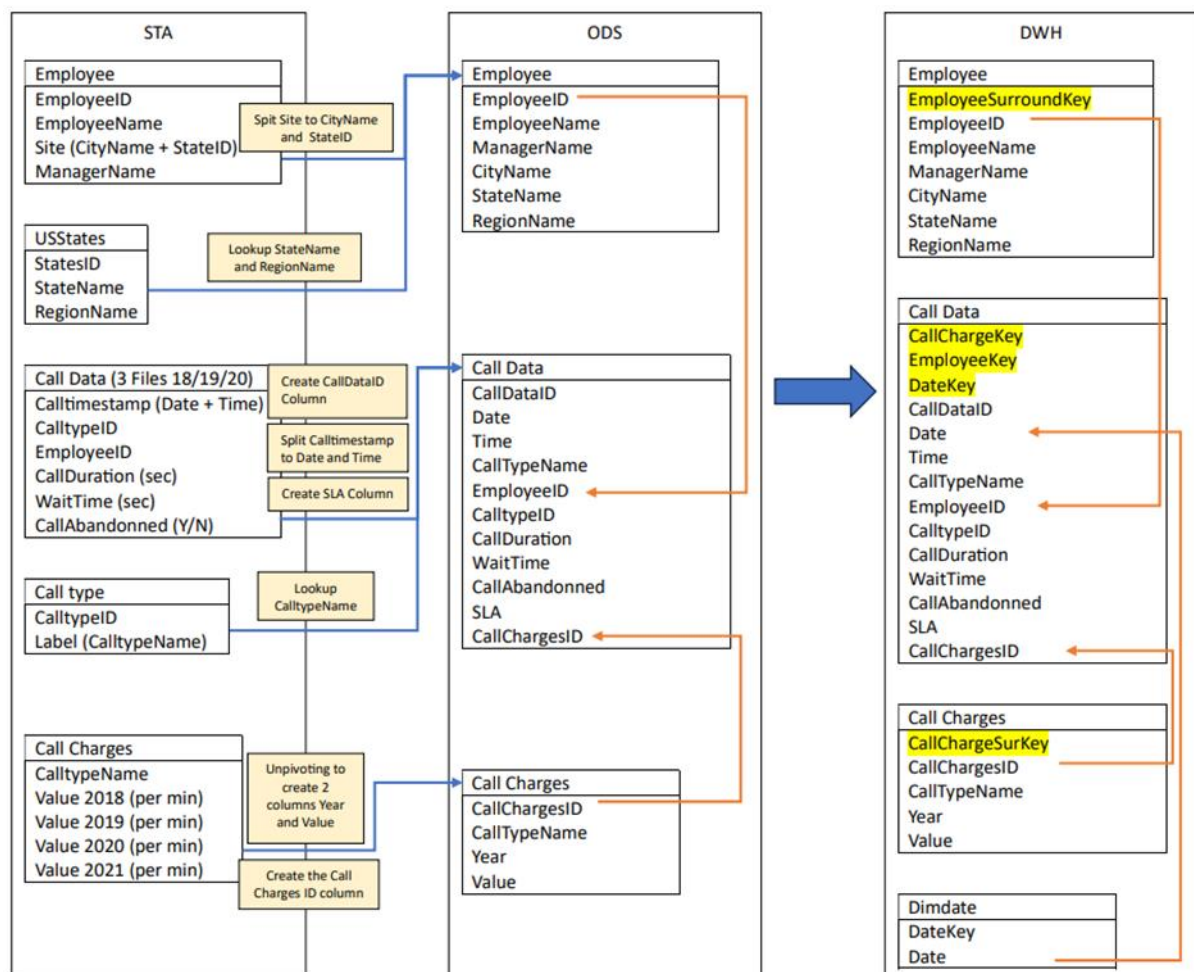 STA
Employee
EmployeeID
EmployeeName
Site (CityName + StateID)
ManagerName
Spit Site to CityName
and StateID
USStates
StatesID
StateName
RegionName
Lookup StateName
and RegionName
Call Data (3 Files 18/19/20)
Calltimestamp (Date + Time)
CalltypeID
EmployeeID
CallDuration (sec)
WaitTime (sec)
CallAbandonned (Y/N)
Create CallDataID
Column
Split Calltimestamp
to Date and Time
Create SLA Column
Call type
CalltypeID
Label (CalltypeName)
Lookup
CalltypeName
Call Charges
CalltypeName
Value 2018 (per min)
Value 2019 (per min)
Value 2020 (per min)
Value 2021 (per min)
Unpivoting to
create 2
columns Year
and Value
Create the Call
Charges ID column
ODS
Employee
EmployeeID
EmployeeName
ManagerName
CityName
StateName
RegionName
Call Data
CallDataID
Date
Time
CallTypeName
EmployeeID
CalltypeID
CallDuration
WaitTime
CallAbandonned
SLA
CallChargesID
Call Charges
CallChargesID
CallTypeName
Year
Value
DWH
Employee
EmployeeSurroundKey
EmployeeID
EmployeeName
ManagerName
CityName
StateName
RegionName
Call Data
CallChargeKey
EmployeeKey
DateKey
CallDataID
Date
Time
CallTypeName
EmployeeID
CalltypeID
CallDuration
WaitTime
CallAbandonned
SLA
CallChargesID
Call Charges
CallChargeSurKey
CallChargesID
CallTypeName
Year
Value
Dimdate
DateKey
Date